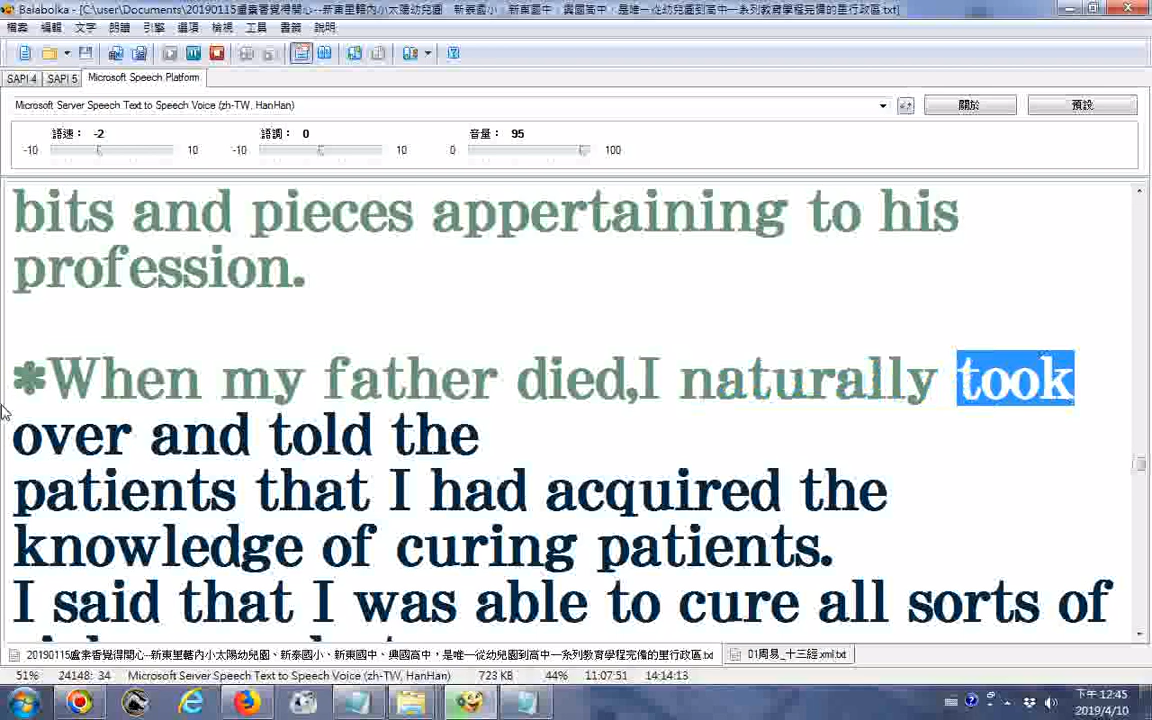 Balabolka - [C:\user\Documents\20190115盧紊香覺得開心--新東里轄內小太陽幼兒園、新泰國小、新東國中、興國高中，是唯一從幼兒園到高中一系列教育學程完備的里行政區.txt]
檔案 編輯 文字 朗讀 引擎 選項 檢視 工具 書籤 說明
SAPI 4 SAPI 5 Microsoft Speech Platform
Microsoft Server Speech Text to Speech Voice (zh-TW, HanHan) 關於 預設
語速： -2 語調： 0 音量： 95
-10 10 -10 10 0 100
bits and pieces appertaining to his
profession.
*When my father died,I naturally took
over and told the
patients that I had acquired the
knowledge of curing patients.
I said that I was able to cure all sorts of
20190115盧紊香覺得開心--新東里轄內小太陽幼兒園、新泰國小、新東國中、興國高中，是唯一從幼兒園到高中一系列教育學程完備的里行政區.txt 01周易_十三經.xml.txt
51% 24148: 34 Microsoft Server Speech Text to Speech Voice (zh-TW, HanHan) 723 KB 44% 11:07:51 14:14:13
下午 12:45
2019/4/10